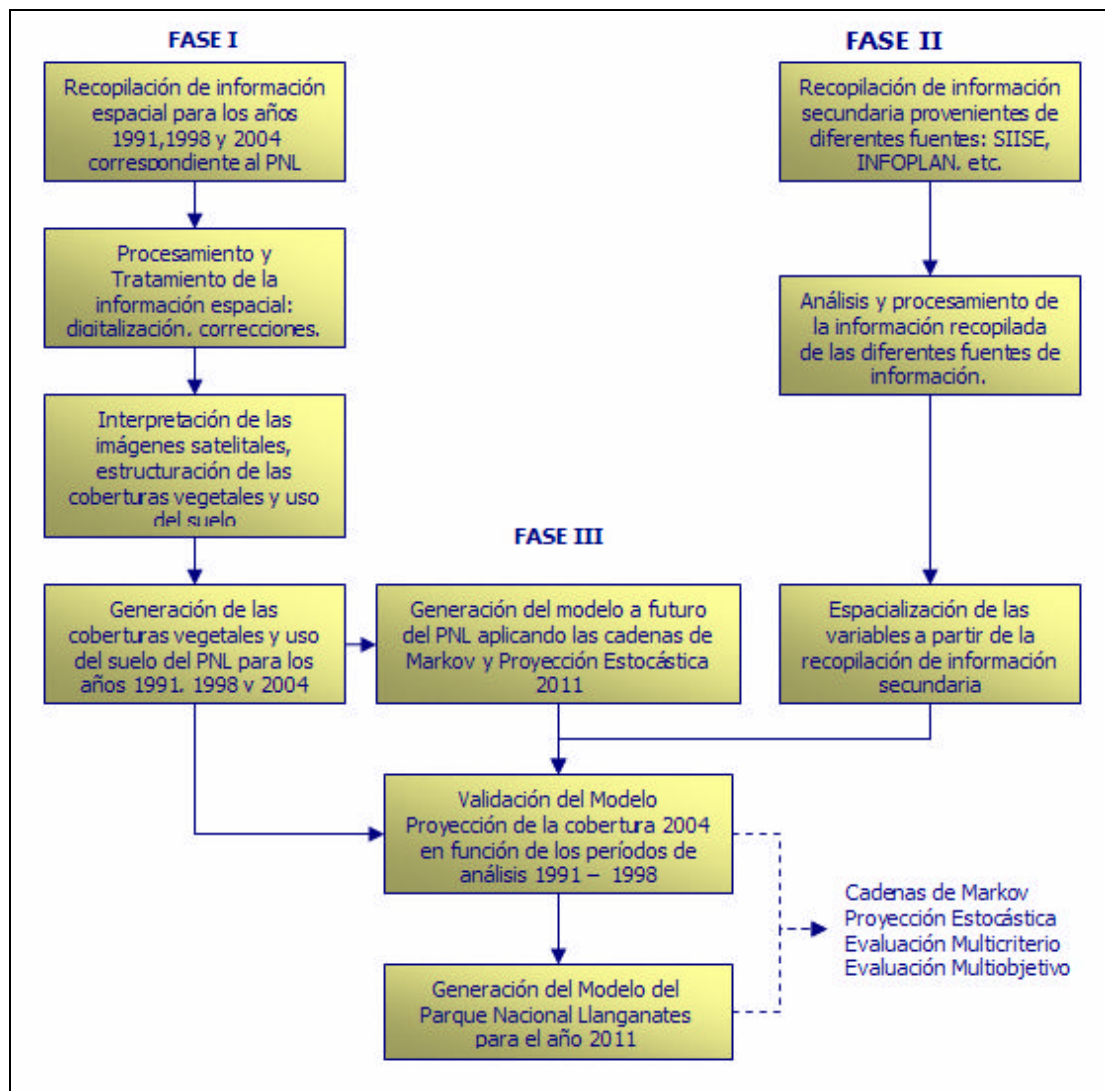 FASE I
Recopilación de información
espacial para los años
1991,1998 y 2004
correspondiente al PNL
Procesamiento y
Tratamiento de la
información espacial:
digitalización, correcciones.
Interpretación de las
imágenes satelitales,
estructuración de las
coberturas vegetales y uso
del suelo
Generación de las
coberturas vegetales y uso
del suelo del PNL para los
años 1991, 1998 y 2004
FASE II
Recopilación de información
secundaria provenientes de
diferentes fuentes: SIISE,
INFOPLAN, etc.
Análisis y procesamiento de
la información recopilada
de las diferentes fuentes de
información.
Espacialización de las
variables a partir de la
recopilación de información
secundaria
FASE III
Generación del modelo a futuro
del PNL aplicando las cadenas de
Markov y Proyección Estocástica
2011
Validación del Modelo
Proyección de la cobertura 2004
en función de los períodos de
análisis 1991 – 1998
Generación del Modelo del
Parque Nacional Llanganates
para el año 2011
Cadenas de Markov
Proyección Estocástica
Evaluación Multicriterio
Evaluación Multiobjetivo